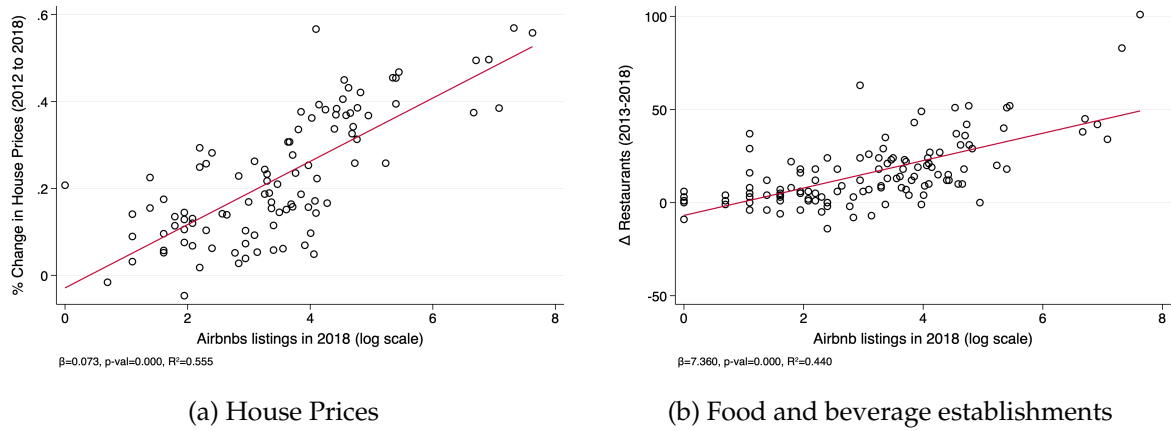 % Change in House Prices (2012 to 2018)
.6
.4
.2
0
0
2
4
6
8
Airbnbs listings in 2018 (log scale)
β=0.073, p-val=0.000, R²=0.555
(a) House Prices
Δ Restaurants (2013-2018)
100
50
0
-50
0
2
4
6
8
Airbnb listings in 2018 (log scale)
β=7.360, p-val=0.000, R²=0.440
(b) Food and beverage establishments